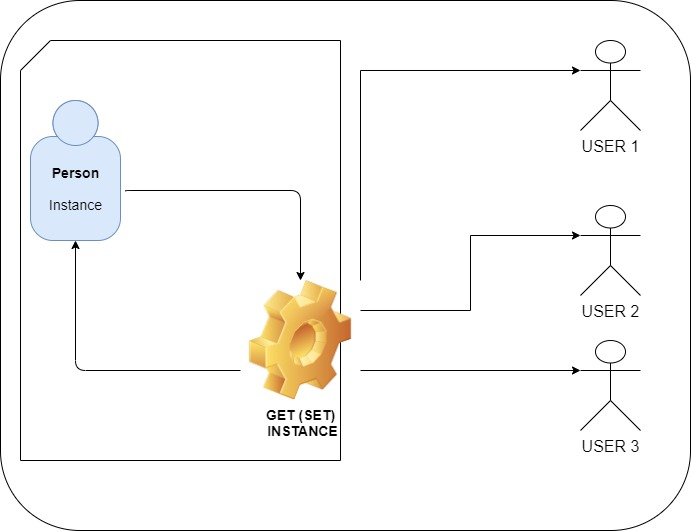 Person
Instance
GET (SET)
INSTANCE
USER 1
USER 2
USER 3